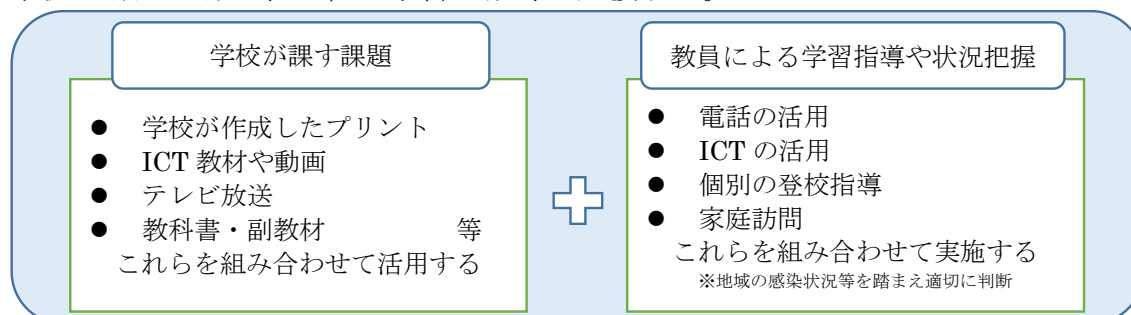 学校が課す課題
● 学校が作成したプリント
● ICT 教材や動画
● テレビ放送
● 教科書・副教材 等
これらを組み合わせて活用する
教員による学習指導や状況把握
● 電話の活用
● ICT の活用
● 個別の登校指導
● 家庭訪問
これらを組み合わせて実施する
※地域の感染状況等を踏まえ適切に判断